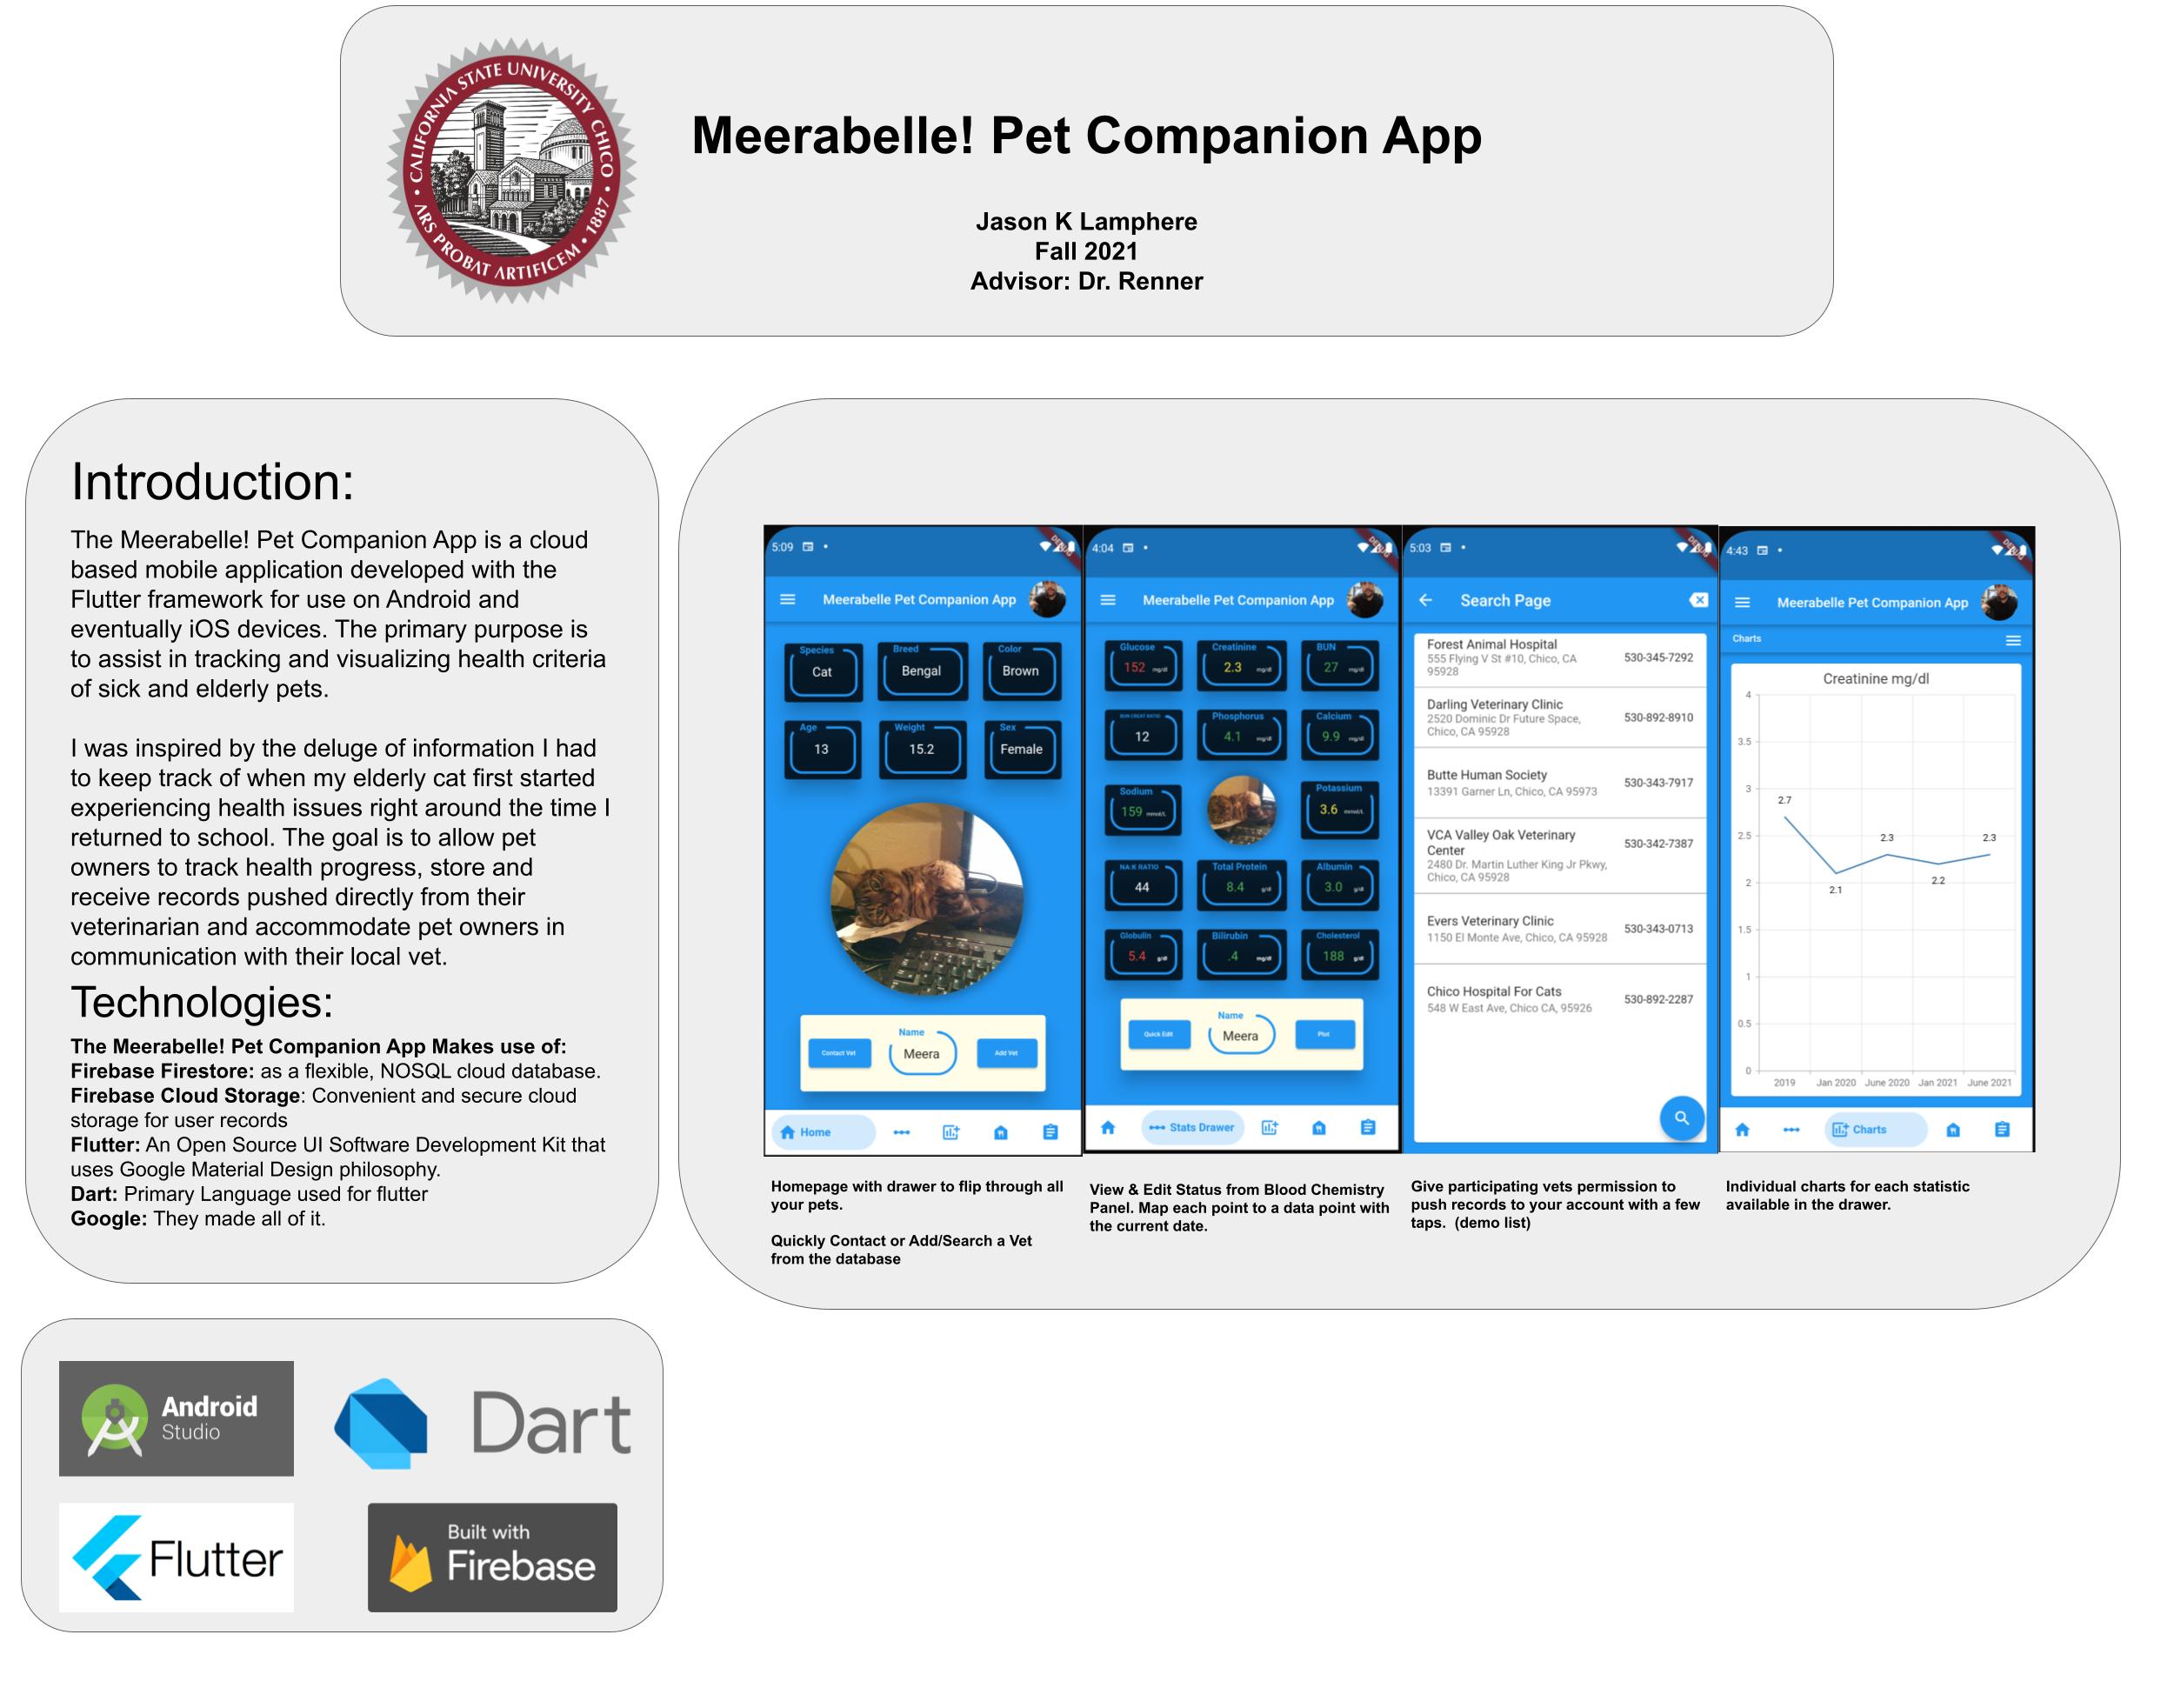 CALIFORNIA STATE UNIVERSITY, CHICO
• ARS PROBAT ARTIFICEM • 1887 •
Meerabelle! Pet Companion App
Jason K Lamphere
Fall 2021
Advisor: Dr. Renner
Introduction:
The Meerabelle! Pet Companion App is a cloud
based mobile application developed with the
Flutter framework for use on Android and
eventually iOS devices. The primary purpose is
to assist in tracking and visualizing health criteria
of sick and elderly pets.
I was inspired by the deluge of information I had
to keep track of when my elderly cat first started
experiencing health issues right around the time I
returned to school. The goal is to allow pet
owners to track health progress, store and
receive records pushed directly from their
veterinarian and accommodate pet owners in
communication with their local vet.
Technologies:
The Meerabelle! Pet Companion App Makes use of:
Firebase Firestore: as a flexible, NOSQL cloud database.
Firebase Cloud Storage: Convenient and secure cloud
storage for user records
Flutter: An Open Source UI Software Development Kit that
uses Google Material Design philosophy.
Dart: Primary Language used for flutter
Google: They made all of it.
Android
Studio
Dart
Flutter
Built with
Firebase
5:09
DEBUG
Meerabelle Pet Companion App
Species
Cat
Breed
Bengal
Color
Brown
Age
13
Weight
15.2
Sex
Female
Contact Vet
Name
Meera
Add Vet
Home
Homepage with drawer to flip through all
your pets.
Quickly Contact or Add/Search a Vet
from the database
4:04
DEBUG
Meerabelle Pet Companion App
Glucose
152 mg/dl
Creatinine
2.3 mg/dl
BUN
27 mg/dl
BUN CREAT RATIO
12
Phosphorus
4.1 mg/dl
Calcium
9.9 mg/dl
Sodium
159 mmol/L
Potassium
3.6 mmol/L
NA:K RATIO
44
Total Protein
8.4 g/dl
Albumin
3.0 g/dl
Globulin
5.4 g/dl
Bilirubin
.4 mg/dl
Cholesterol
188 g/dl
Quick Edit
Name
Meera
Plot
Stats Drawer
View & Edit Status from Blood Chemistry
Panel. Map each point to a data point with
the current date.
5:03
DEBUG
Search Page
Forest Animal Hospital
555 Flying V St #10, Chico, CA
95928
530-345-7292
Darling Veterinary Clinic
2520 Dominic Dr Future Space,
Chico, CA 95928
530-892-8910
Butte Human Society
13391 Garner Ln, Chico, CA 95973
530-343-7917
VCA Valley Oak Veterinary
Center
2480 Dr. Martin Luther King Jr Pkwy,
Chico, CA 95928
530-342-7387
Evers Veterinary Clinic
1150 El Monte Ave, Chico, CA 95928
530-343-0713
Chico Hospital For Cats
548 W East Ave, Chico CA, 95926
530-892-2287
Give participating vets permission to
push records to your account with a few
taps. (demo list)
4:43
DEBUG
Meerabelle Pet Companion App
Charts
Creatinine mg/dl
4
3.5
3
2.5
2
1.5
1
0.5
0
2.7
2.1
2.3
2.2
2.3
2019 Jan 2020 June 2020 Jan 2021 June 2021
Charts
Individual charts for each statistic
available in the drawer.